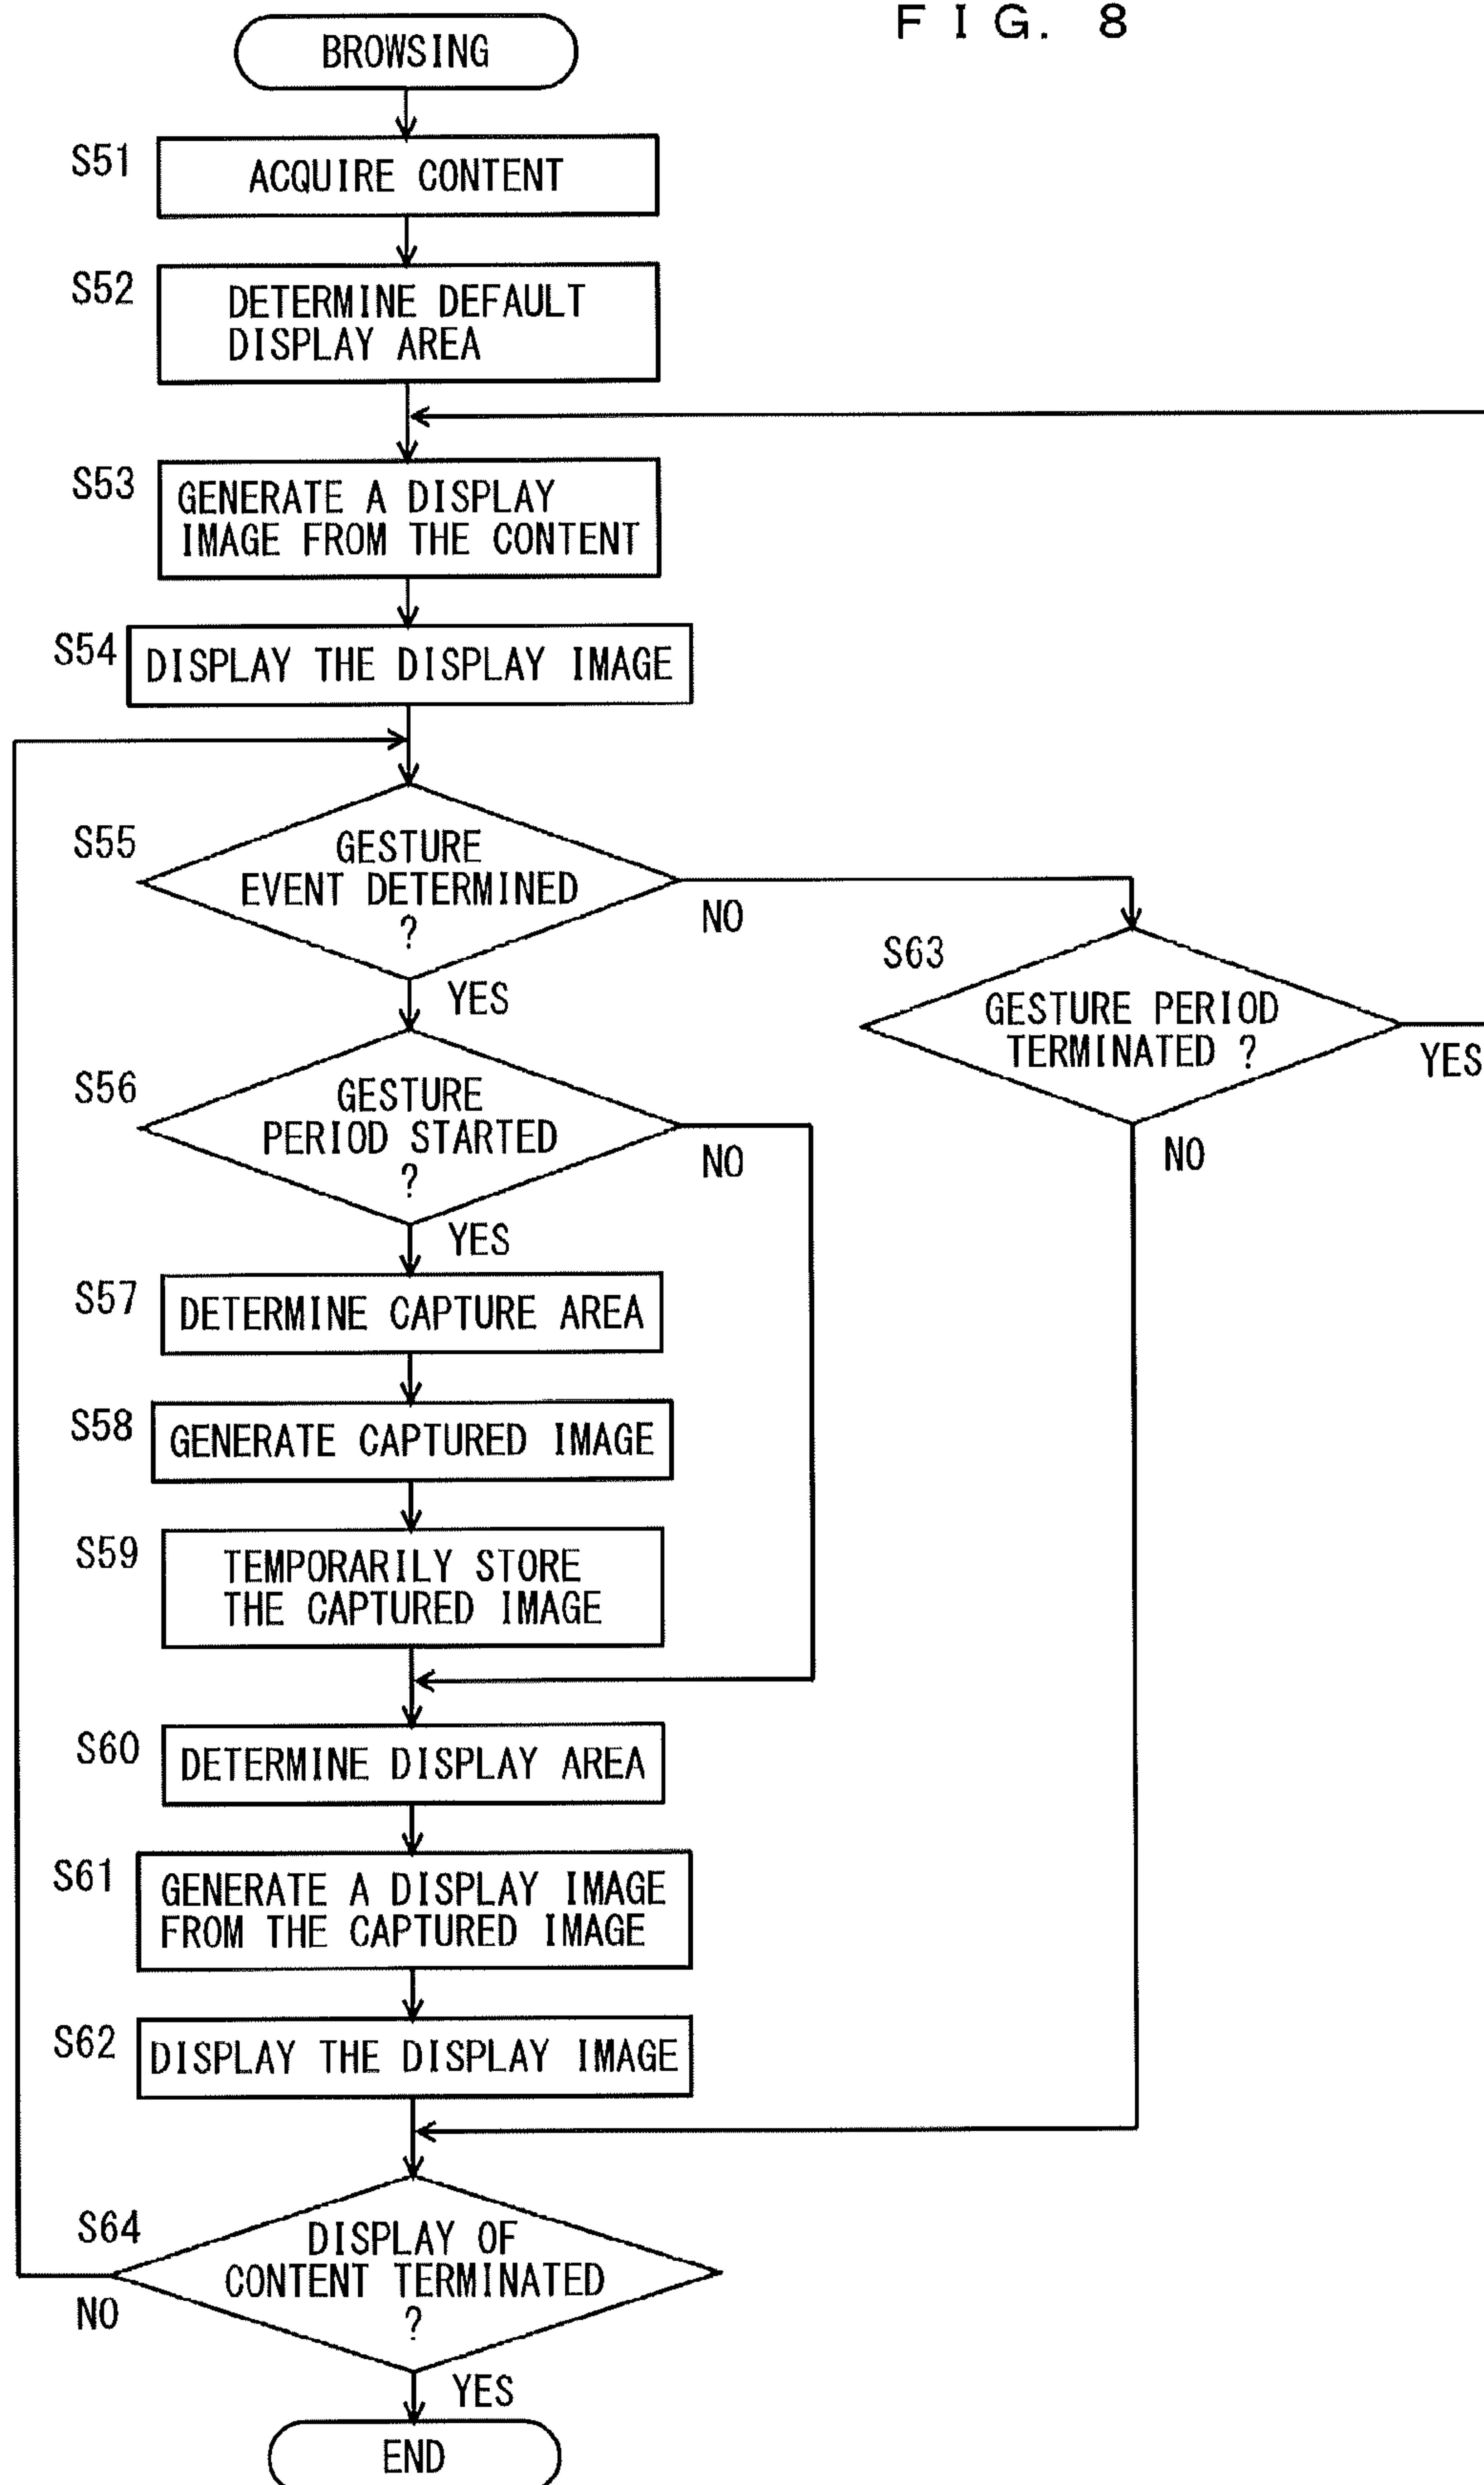 FIG. 8
BROWSING
S51
ACQUIRE CONTENT
S52
DETERMINE DEFAULT
DISPLAY AREA
S53
GENERATE A DISPLAY
IMAGE FROM THE CONTENT
S54
DISPLAY THE DISPLAY IMAGE
S55
GESTURE
EVENT DETERMINED
?
NO
YES
S63
GESTURE PERIOD
TERMINATED ?
YES
NO
S56
GESTURE
PERIOD STARTED
?
NO
YES
S57
DETERMINE CAPTURE AREA
S58
GENERATE CAPTURED IMAGE
S59
TEMPORARILY STORE
THE CAPTURED IMAGE
S60
DETERMINE DISPLAY AREA
S61
GENERATE A DISPLAY IMAGE
FROM THE CAPTURED IMAGE
S62
DISPLAY THE DISPLAY IMAGE
S64
DISPLAY OF
CONTENT TERMINATED
?
NO
YES
END